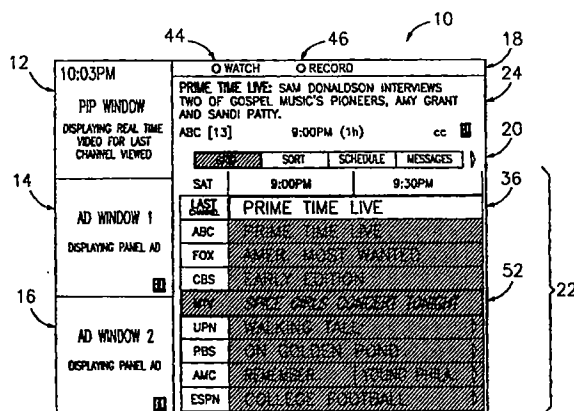 44
46
10
12
18
10:03PM
WATCH
RECORD
PIP WINDOW
DISPLAYING REAL TIME
VIDEO FOR LAST
CHANNEL VIEWED
PRIME TIME LIVE: SAM DONALDSON INTERVIEWS
TWO OF GOSPEL MUSIC'S PIONEERS, AMY GRANT
AND SANDI PATTY.
24
ABC [13] 9:00PM (1h) cc
GRID SORT SCHEDULE MESSAGES
20
14
SAT 9:00PM 9:30PM
36
AD WINDOW 1
DISPLAYING PANEL AD
LAST
CHANNEL
PRIME TIME LIVE
ABC PRIME TIME LIVE
FOX AMER. MOST WANTED
CBS EARLY EDITION
16
MTV SPICE GIRLS CONCERT TONIGHT
52
22
AD WINDOW 2
DISPLAYING PANEL AD
UPN WALKING TALL
PBS ON GOLDEN POND
AMC REMEMBER YOUNG PHILA.
ESPN COLLEGE FOOTBALL